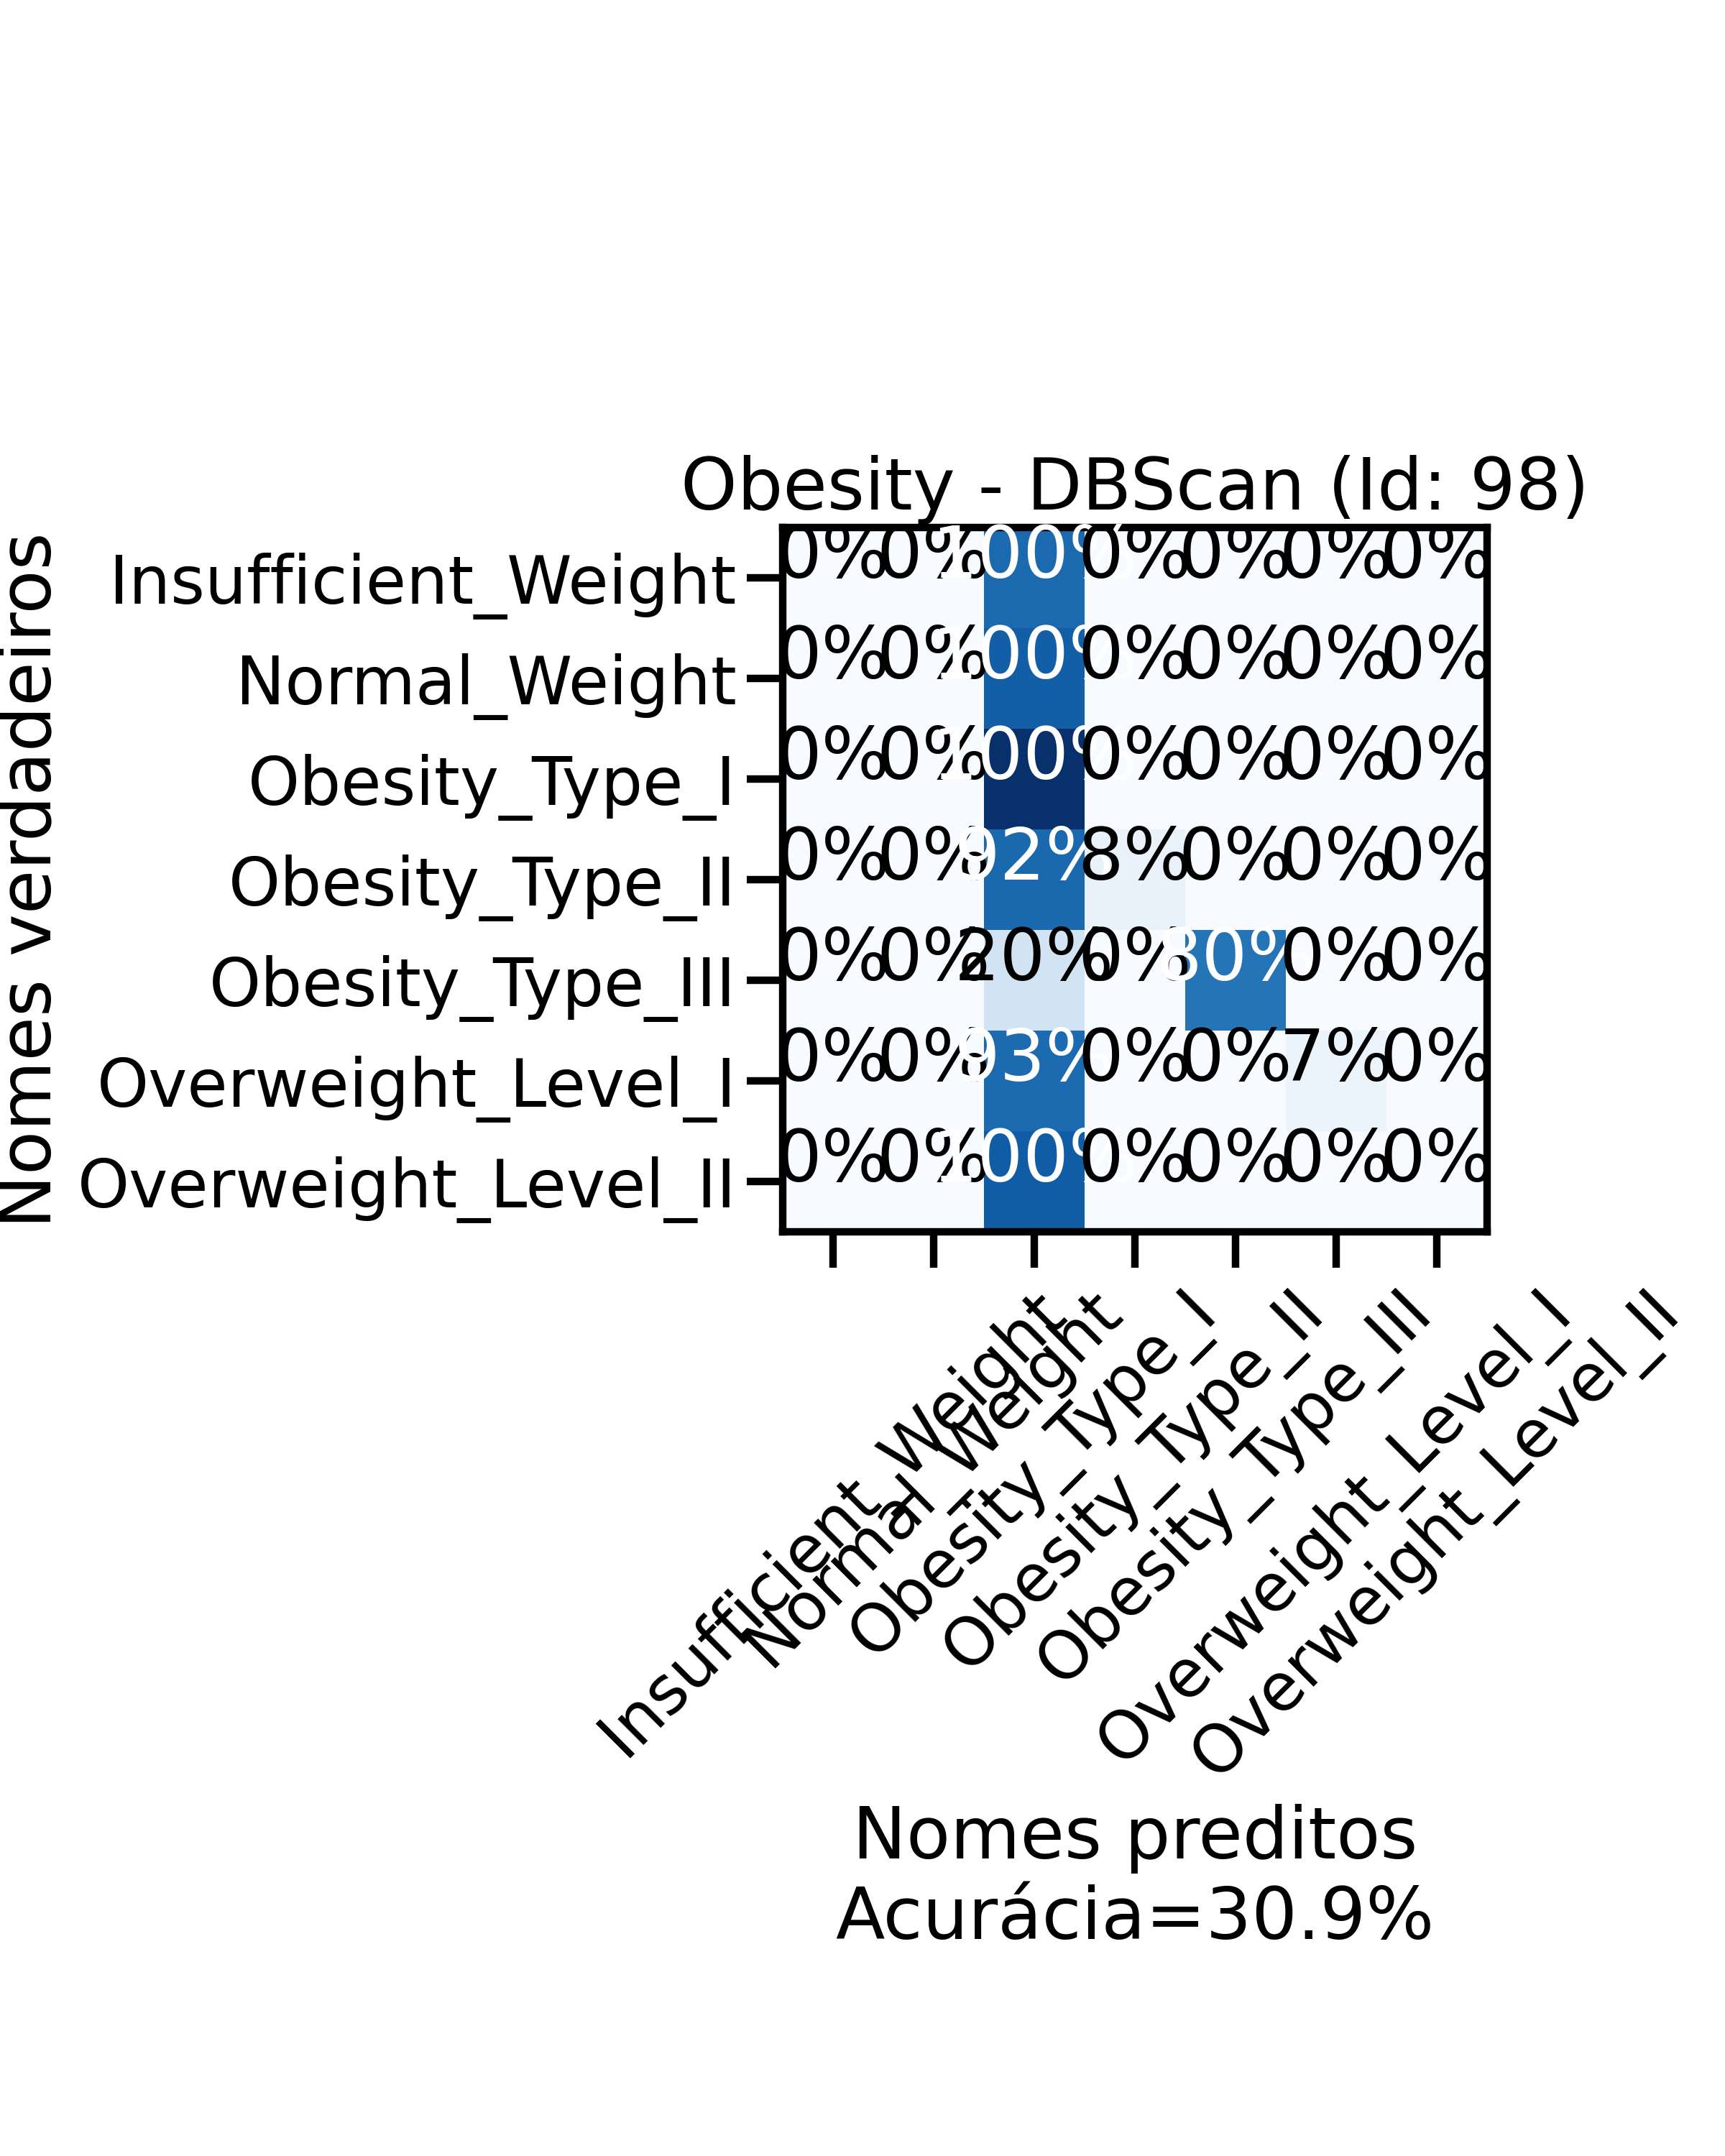 Obesity - DBScan (Id: 98)
Nomes verdadeiros
Insufficient_Weight 0% 0% 100% 0% 0% 0% 0%
Normal_Weight 0% 0% 100% 0% 0% 0% 0%
Obesity_Type_I 0% 0% 100% 0% 0% 0% 0%
Obesity_Type_II 0% 0% 92% 8% 0% 0% 0%
Obesity_Type_III 0% 0% 20% 0% 80% 0% 0%
Overweight_Level_I 0% 0% 93% 0% 0% 7% 0%
Overweight_Level_II 0% 0% 100% 0% 0% 0% 0%
Insufficient_Weight
Normal_Weight
Obesity_Type_I
Obesity_Type_II
Obesity_Type_III
Overweight_Level_I
Overweight_Level_II
Nomes preditos
Acurácia=30.9%